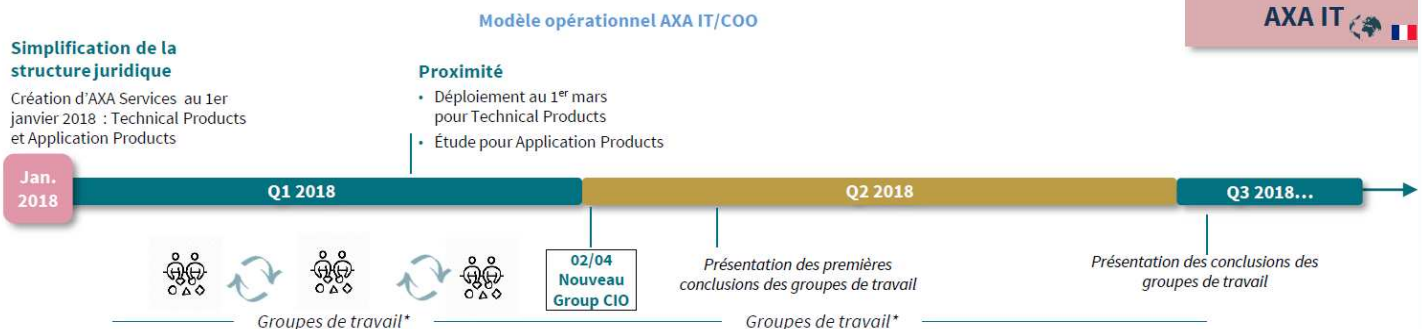 Modèle opérationnel AXA IT/COO
AXA IT
Simplification de la
structure juridique
Création d'AXA Services au 1er
janvier 2018 : Technical Products
et Application Products
Proximité
• Déploiement au 1er mars
pour Technical Products
• Étude pour Application Products
Jan.
2018
Q1 2018
Q2 2018
Q3 2018...
02/04
Nouveau
Group CIO
Présentation des premières
conclusions des groupes de travail
Présentation des conclusions des
groupes de travail
Groupes de travail*
Groupes de travail*